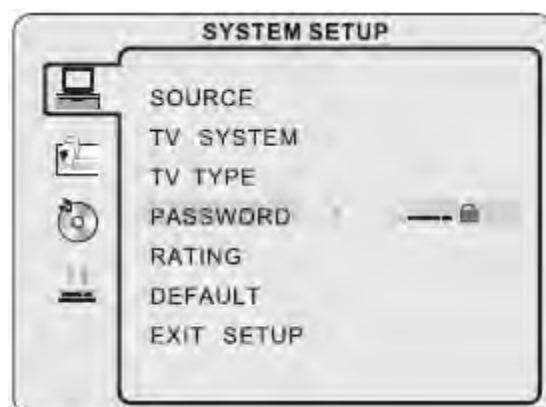 SYSTEM SETUP
SOURCE
TV SYSTEM
TV TYPE
PASSWORD
RATING
DEFAULT
EXIT SETUP